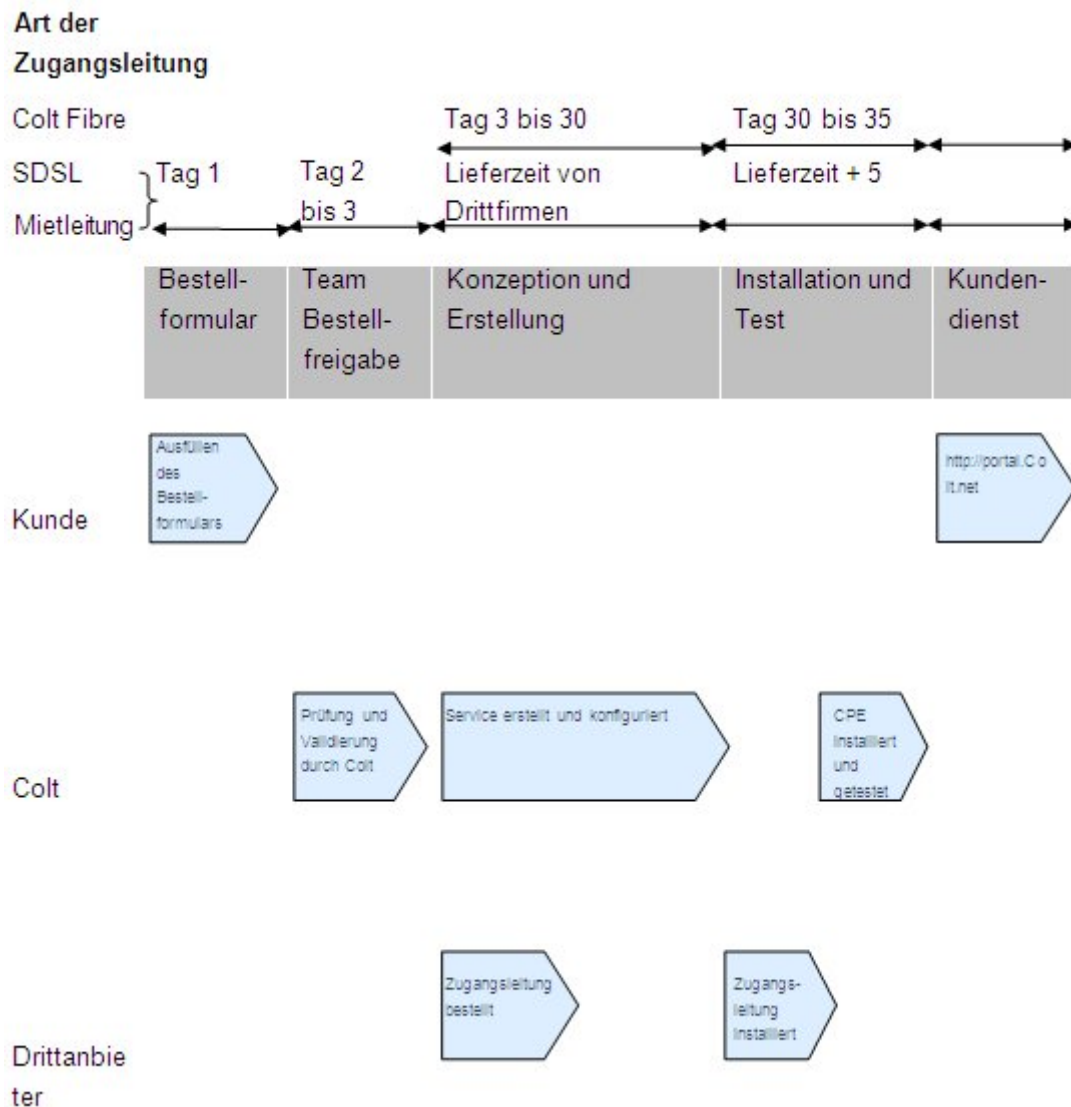 Art der
Zugangsleitung
Colt Fibre
Tag 3 bis 30
Tag 30 bis 35
SDSL
Tag 1
Tag 2
bis 3
Lieferzeit von
Drittfirmen
Lieferzeit + 5
Mietleitung
Bestell-
formular
Team
Bestell-
freigabe
Konzeption und
Erstellung
Installation und
Test
Kunden-
dienst
Kunde
Ausfüllen
des
Bestell-
formulars
http://portal.Co
lt.net
Colt
Prüfung und
Validierung
durch Colt
Service erstellt und konfiguriert
CPE
installiert
und
getestet
Drittanbie
ter
Zugangsleitung
bestellt
Zugangs-
leitung
installiert